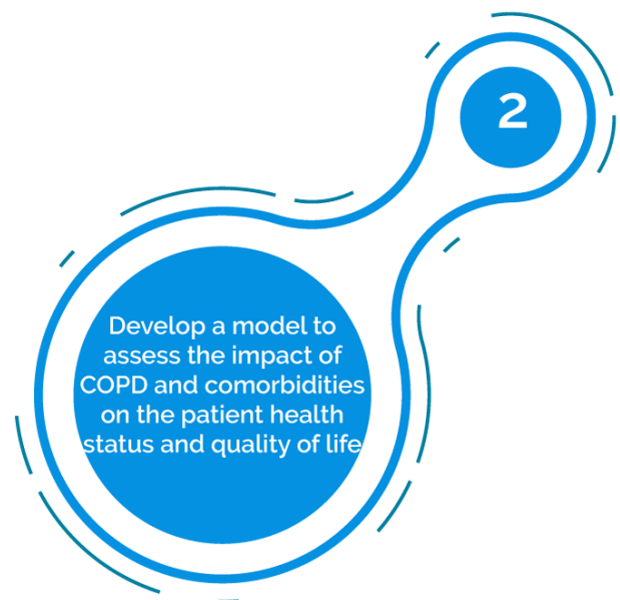 2
Develop a model to
assess the impact of
COPD and comorbidities
on the patient health
status and quality of life